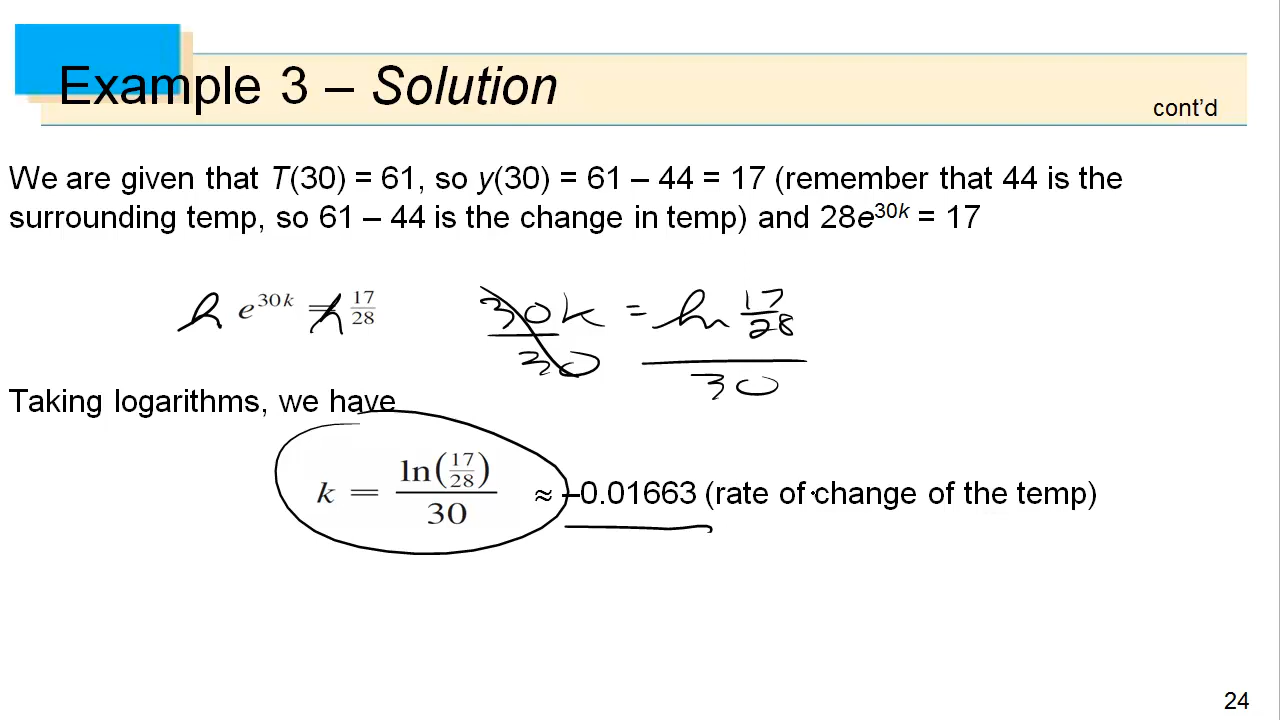 Example 3 – Solution
cont’d
We are given that T(30) = 61, so y(30) = 61 – 44 = 17 (remember that 44 is the
surrounding temp, so 61 – 44 is the change in temp) and 28e^30k = 17
ln e^30k = ln 17/28
30k/30 = ln 17/28 / 30
Taking logarithms, we have
k = ln(17/28)/30 ≈ –0.01663 (rate of change of the temp)
24